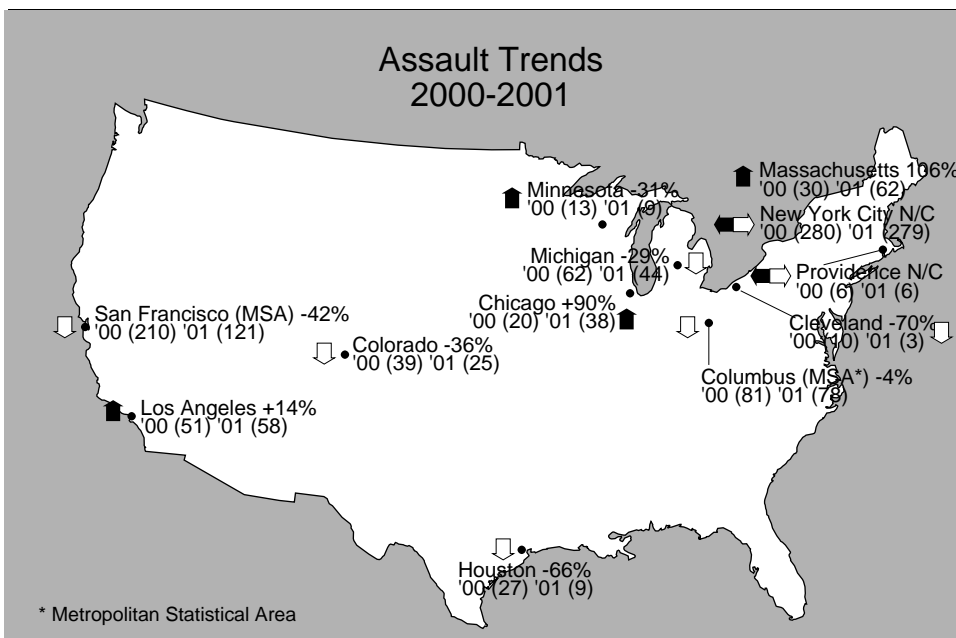 Assault Trends
2000-2001
Massachusetts 106%
'00 (30) '01 (62)
Minnesota -31%
'00 (13) '01 (9)
New York City N/C
'00 (280) '01 (279)
Michigan -29%
'00 (62) '01 (44)
Providence N/C
'00 (6) '01 (6)
Chicago +90%
'00 (20) '01 (38)
San Francisco (MSA) -42%
'00 (210) '01 (121)
Cleveland -70%
'00 (10) '01 (3)
Colorado -36%
'00 (39) '01 (25)
Columbus (MSA*) -4%
'00 (81) '01 (78)
Los Angeles +14%
'00 (51) '01 (58)
Houston -66%
'00 (27) '01 (9)
* Metropolitan Statistical Area